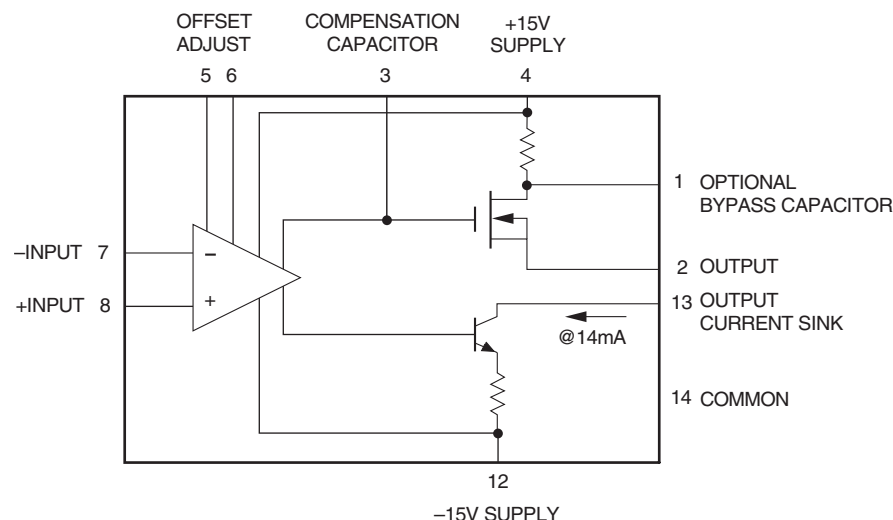 OFFSET
ADJUST
COMPENSATION
CAPACITOR
+15V
SUPPLY
5 6
3
4
1 OPTIONAL
BYPASS CAPACITOR
–INPUT 7
–
2 OUTPUT
+INPUT 8
+
13 OUTPUT
CURRENT SINK
@14mA
14 COMMON
12
–15V SUPPLY